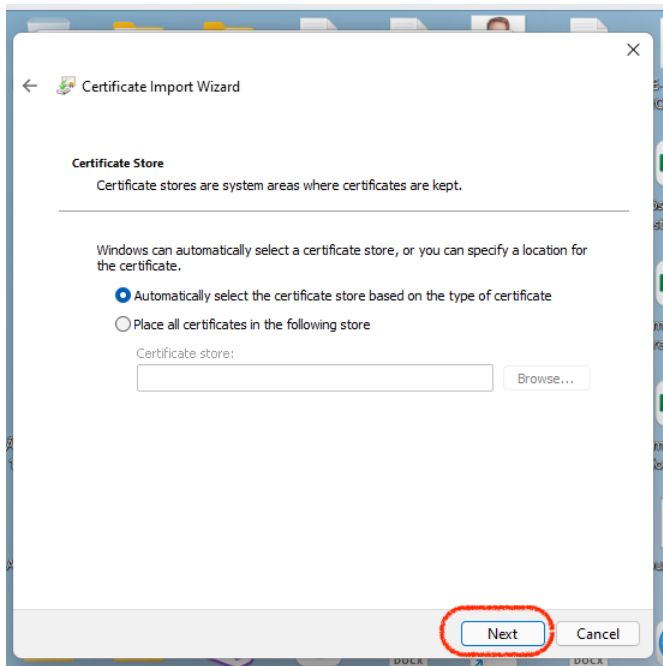 Certificate Import Wizard
Certificate Store
Certificate stores are system areas where certificates are kept.
Windows can automatically select a certificate store, or you can specify a location for
the certificate.
Automatically select the certificate store based on the type of certificate
Place all certificates in the following store
Certificate store:
Browse...
Next
Cancel
DOCX
DOCX